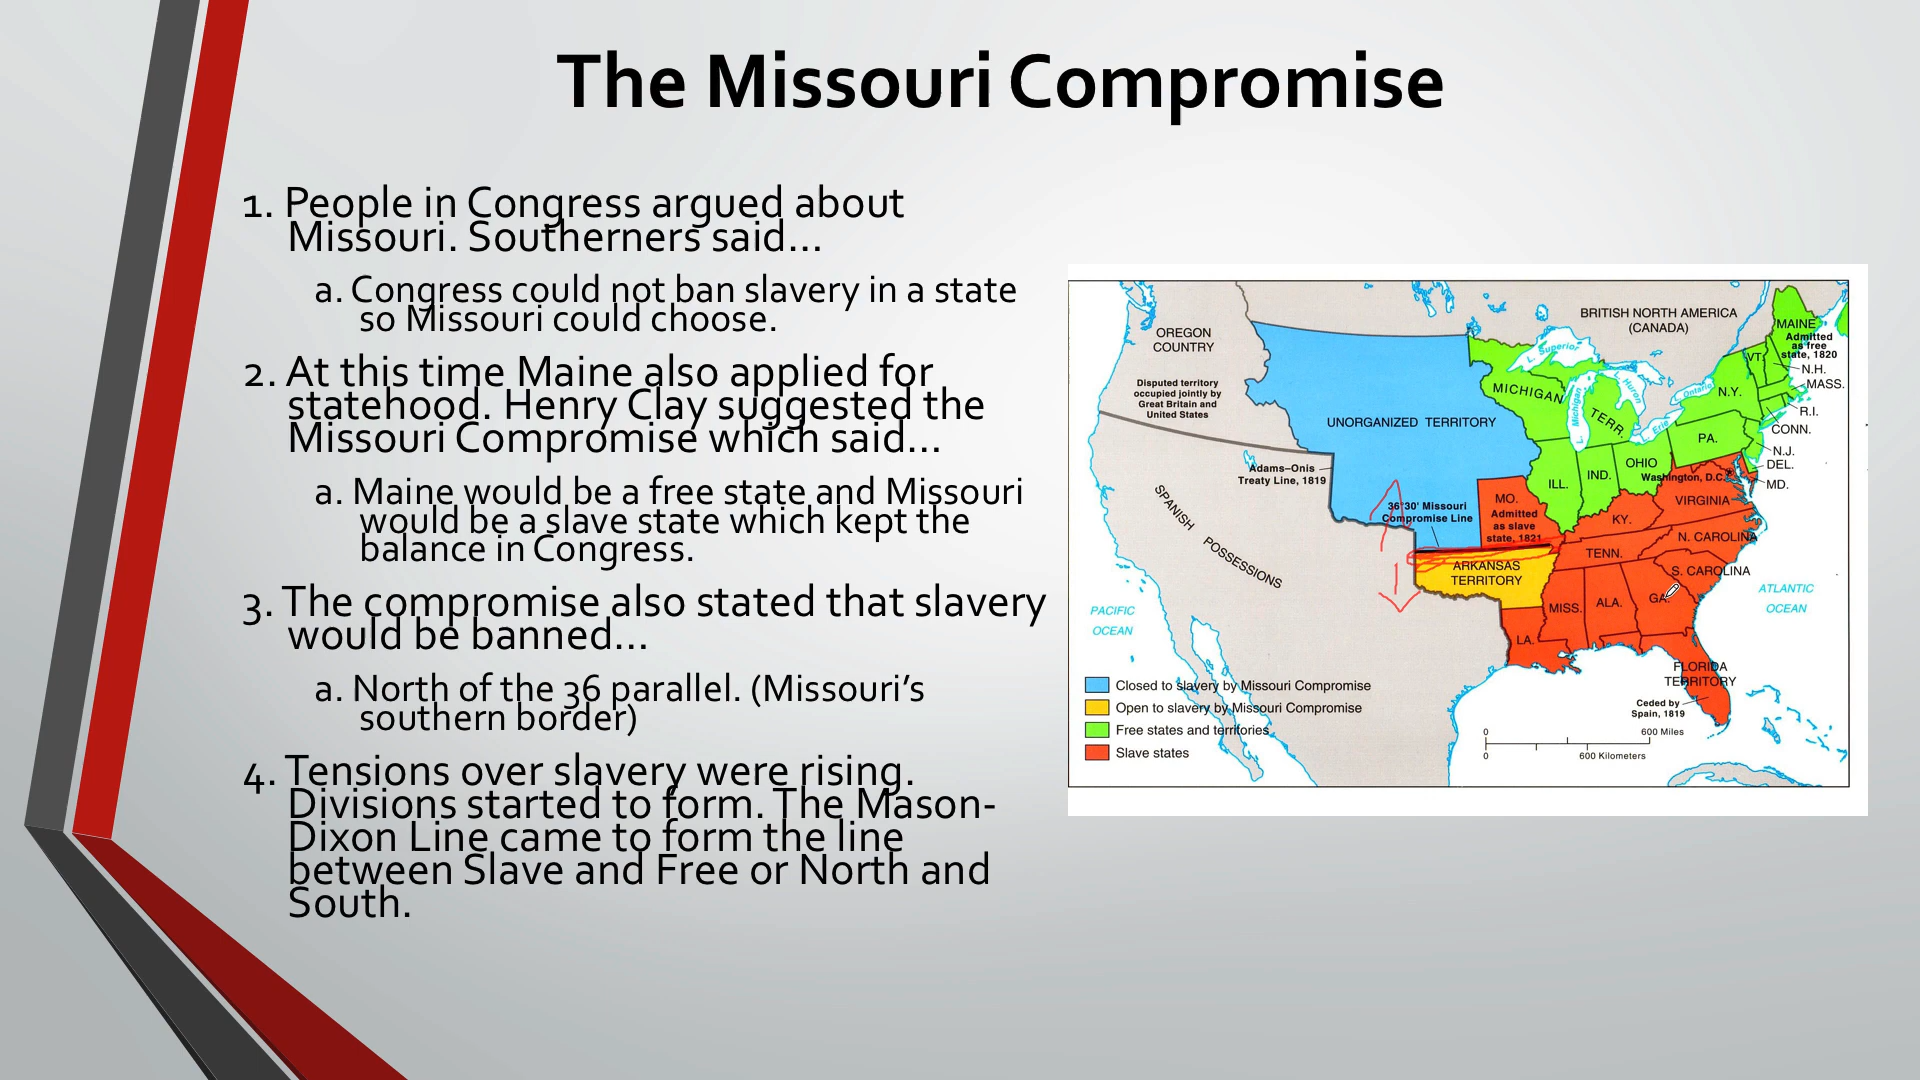 The Missouri Compromise
1. People in Congress argued about
Missouri. Southerners said...
a. Congress could not ban slavery in a state
so Missouri could choose.
2. At this time Maine also applied for
statehood. Henry Clay suggested the
Missouri Compromise which said...
a. Maine would be a free state and Missouri
would be a slave state which kept the
balance in Congress.
3. The compromise also stated that slavery
would be banned...
a. North of the 36 parallel. (Missouri's
southern border)
4. Tensions over slavery were rising.
Divisions started to form. The Mason-
Dixon Line came to form the line
between Slave and Free or North and
South.
BRITISH NORTH AMERICA
(CANADA)
OREGON
COUNTRY
Disputed territory
occupied jointly by
Great Britain and
United States
UNORGANIZED TERRITORY
L. Superior
MICHIGAN
TERR.
L. Michigan
L. Huron
L. Ontario
L. Erie
MAINE
Admitted
as free
state, 1820
VT.
N.H.
MASS.
N.Y.
R.I.
CONN.
PA.
N.J.
DEL.
MD.
OHIO
IND.
ILL.
Washington, D.C.
VIRGINIA
Adams–Onis
Treaty Line, 1819
SPANISH POSSESSIONS
36°30' Missouri
Compromise Line
MO.
Admitted
as slave
state, 1821
KY.
N. CAROLINA
TENN.
S. CAROLINA
ARKANSAS
TERRITORY
MISS.
ALA.
GA.
LA.
ATLANTIC
OCEAN
PACIFIC
OCEAN
FLORIDA
TERRITORY
Ceded by
Spain, 1819
Closed to slavery by Missouri Compromise
Open to slavery by Missouri Compromise
Free states and territories
Slave states
0 600 Miles
0 600 Kilometers